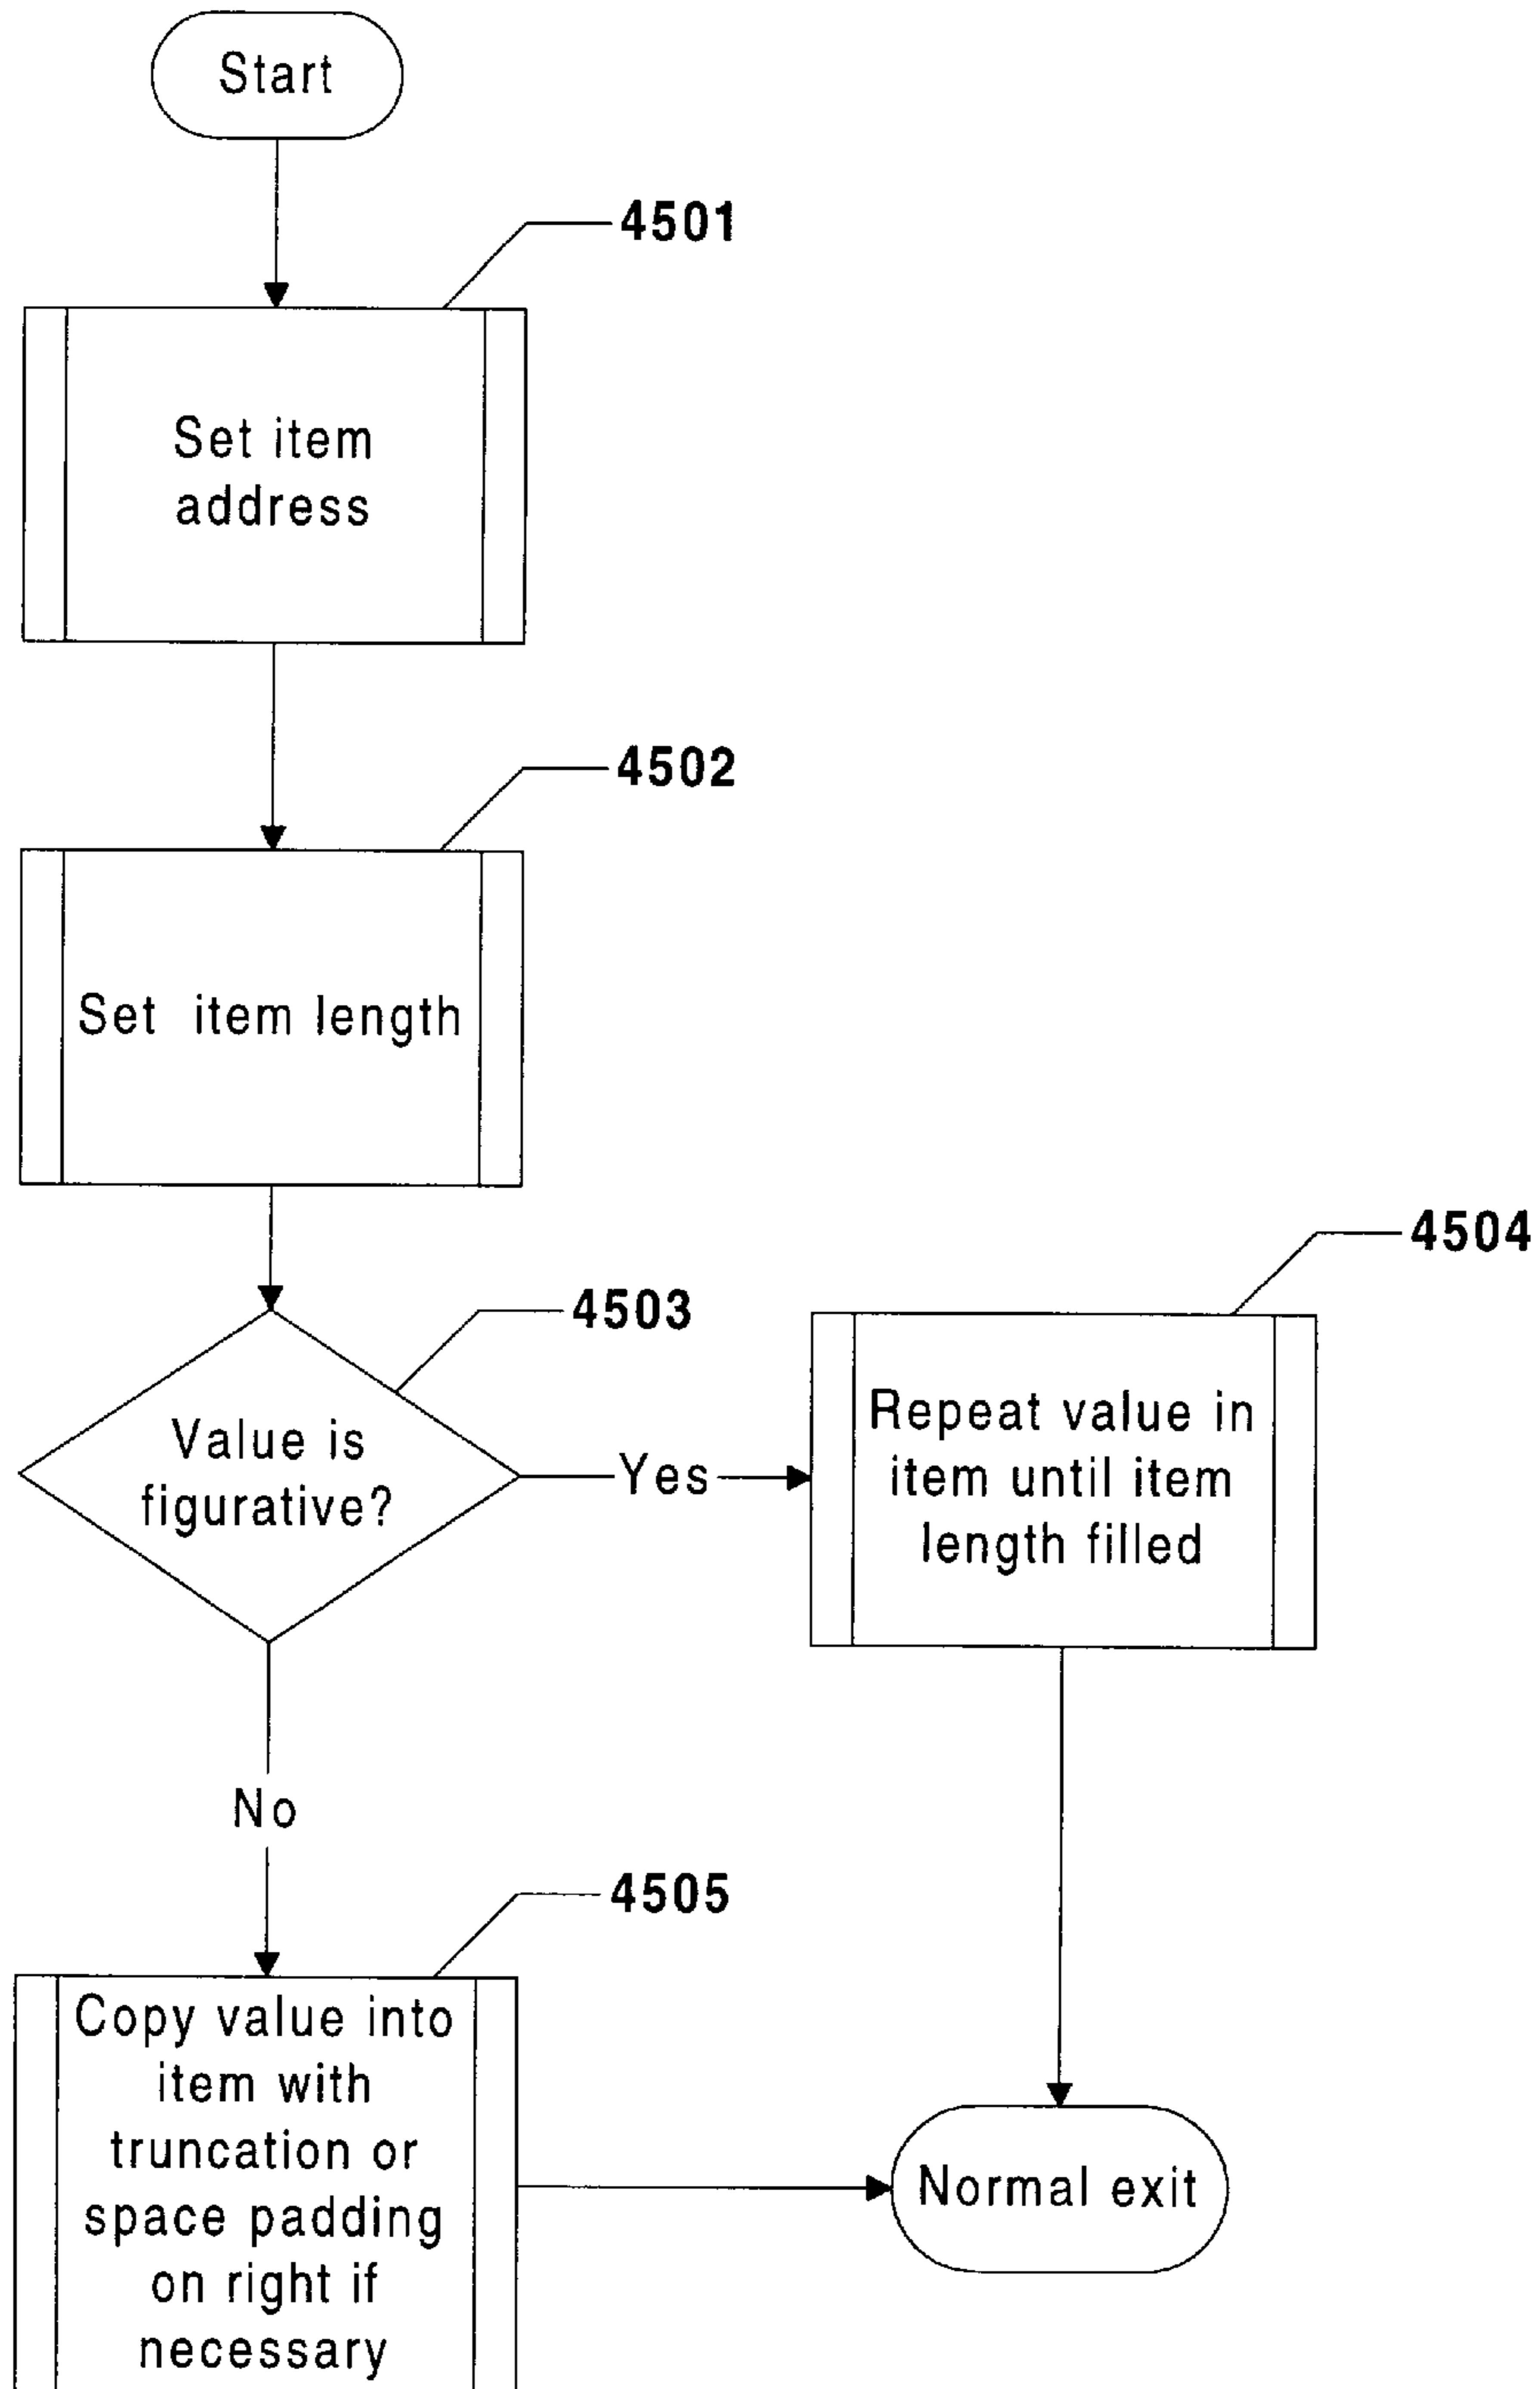 Start
4501
Set item
address
4502
Set item length
4503
Value is
figurative?
Yes
4504
Repeat value in
item until item
length filled
No
4505
Copy value into
item with
truncation or
space padding
on right if
necessary
Normal exit